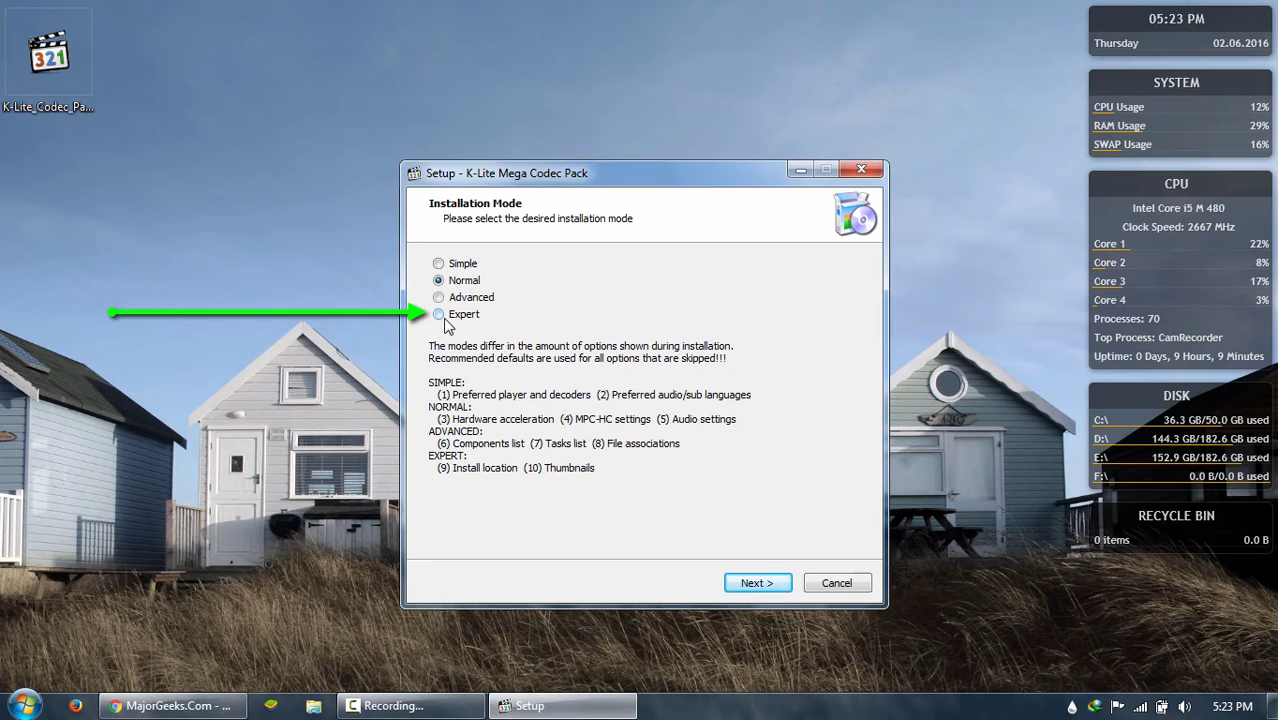 K-Lite_Codec_Pa...
321
05:23 PM
Thursday 02.06.2016
SYSTEM
CPU Usage 12%
RAM Usage 29%
SWAP Usage 16%
CPU
Intel Core i5 M 480
Clock Speed: 2667 MHz
Core 1 22%
Core 2 8%
Core 3 17%
Core 4 3%
Processes: 70
Top Process: CamRecorder
Uptime: 0 Days, 9 Hours, 9 Minutes
DISK
C:\ 36.3 GB/50.0 GB used
D:\ 144.3 GB/182.6 GB used
E:\ 152.9 GB/182.6 GB used
F:\ 0.0 B/0.0 B used
RECYCLE BIN
0 items 0.0 B
Setup - K-Lite Mega Codec Pack
Installation Mode
Please select the desired installation mode
Simple
Normal
Advanced
Expert
The modes differ in the amount of options shown during installation.
Recommended defaults are used for all options that are skipped!!!
SIMPLE:
(1) Preferred player and decoders (2) Preferred audio/sub languages
NORMAL:
(3) Hardware acceleration (4) MPC-HC settings (5) Audio settings
ADVANCED:
(6) Components list (7) Tasks list (8) File associations
EXPERT:
(9) Install location (10) Thumbnails
Next >
Cancel
MajorGeeks.Com - ...
Recording...
Setup
5:23 PM